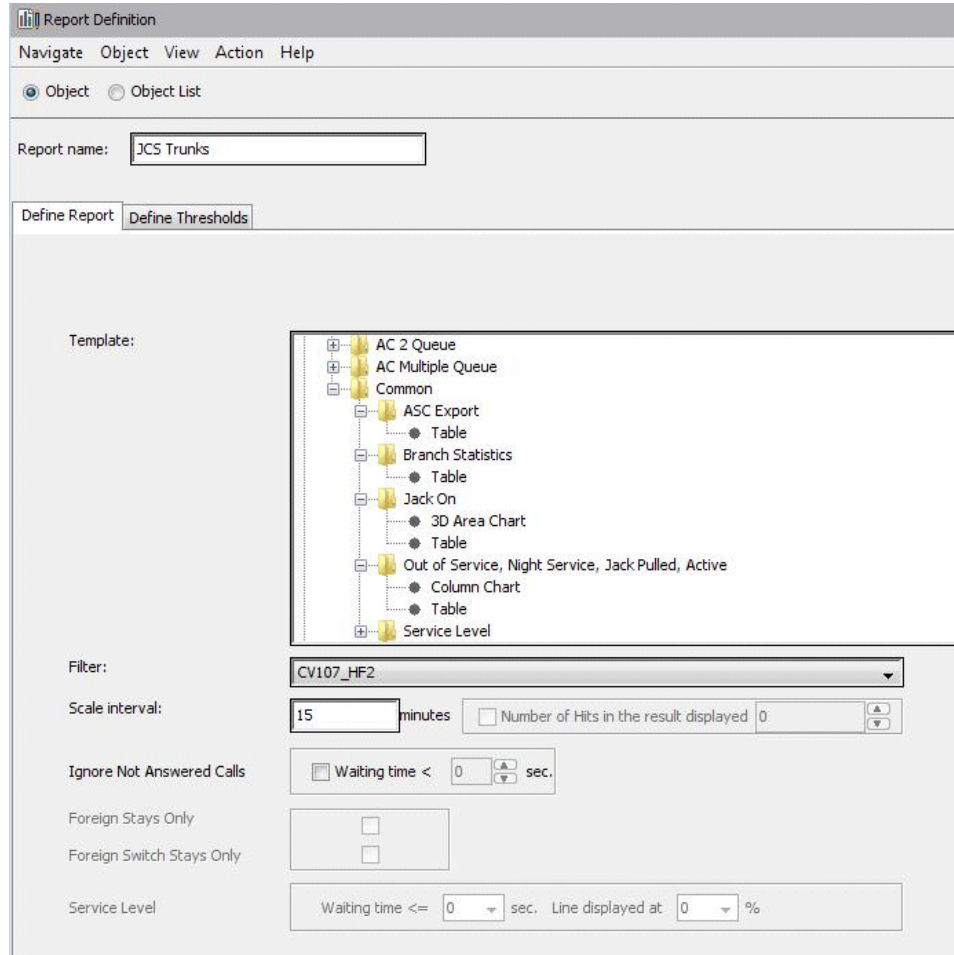 Report Definition
Navigate Object View Action Help
Object Object List
Report name: JCS Trunks
Define Report Define Thresholds
Template:
AC 2 Queue
AC Multiple Queue
Common
ASC Export
Table
Branch Statistics
Table
Jack On
3D Area Chart
Table
Out of Service, Night Service, Jack Pulled, Active
Column Chart
Table
Service Level
Filter: CV107_HF2
Scale interval: 15 minutes Number of Hits in the result displayed 0
Ignore Not Answered Calls Waiting time < 0 sec.
Foreign Stays Only
Foreign Switch Stays Only
Service Level Waiting time <= 0 sec. Line displayed at 0 %